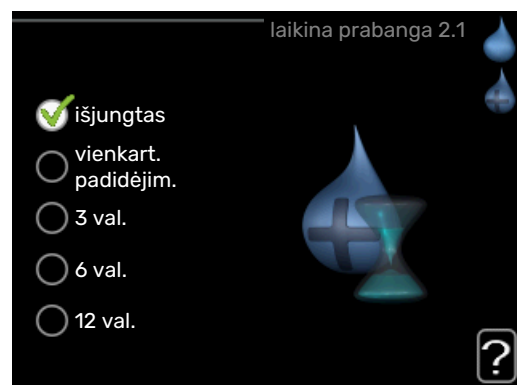 laikina prabanga 2.1
išjungtas
vienkart.
padidėjim.
3 val.
6 val.
12 val.
?